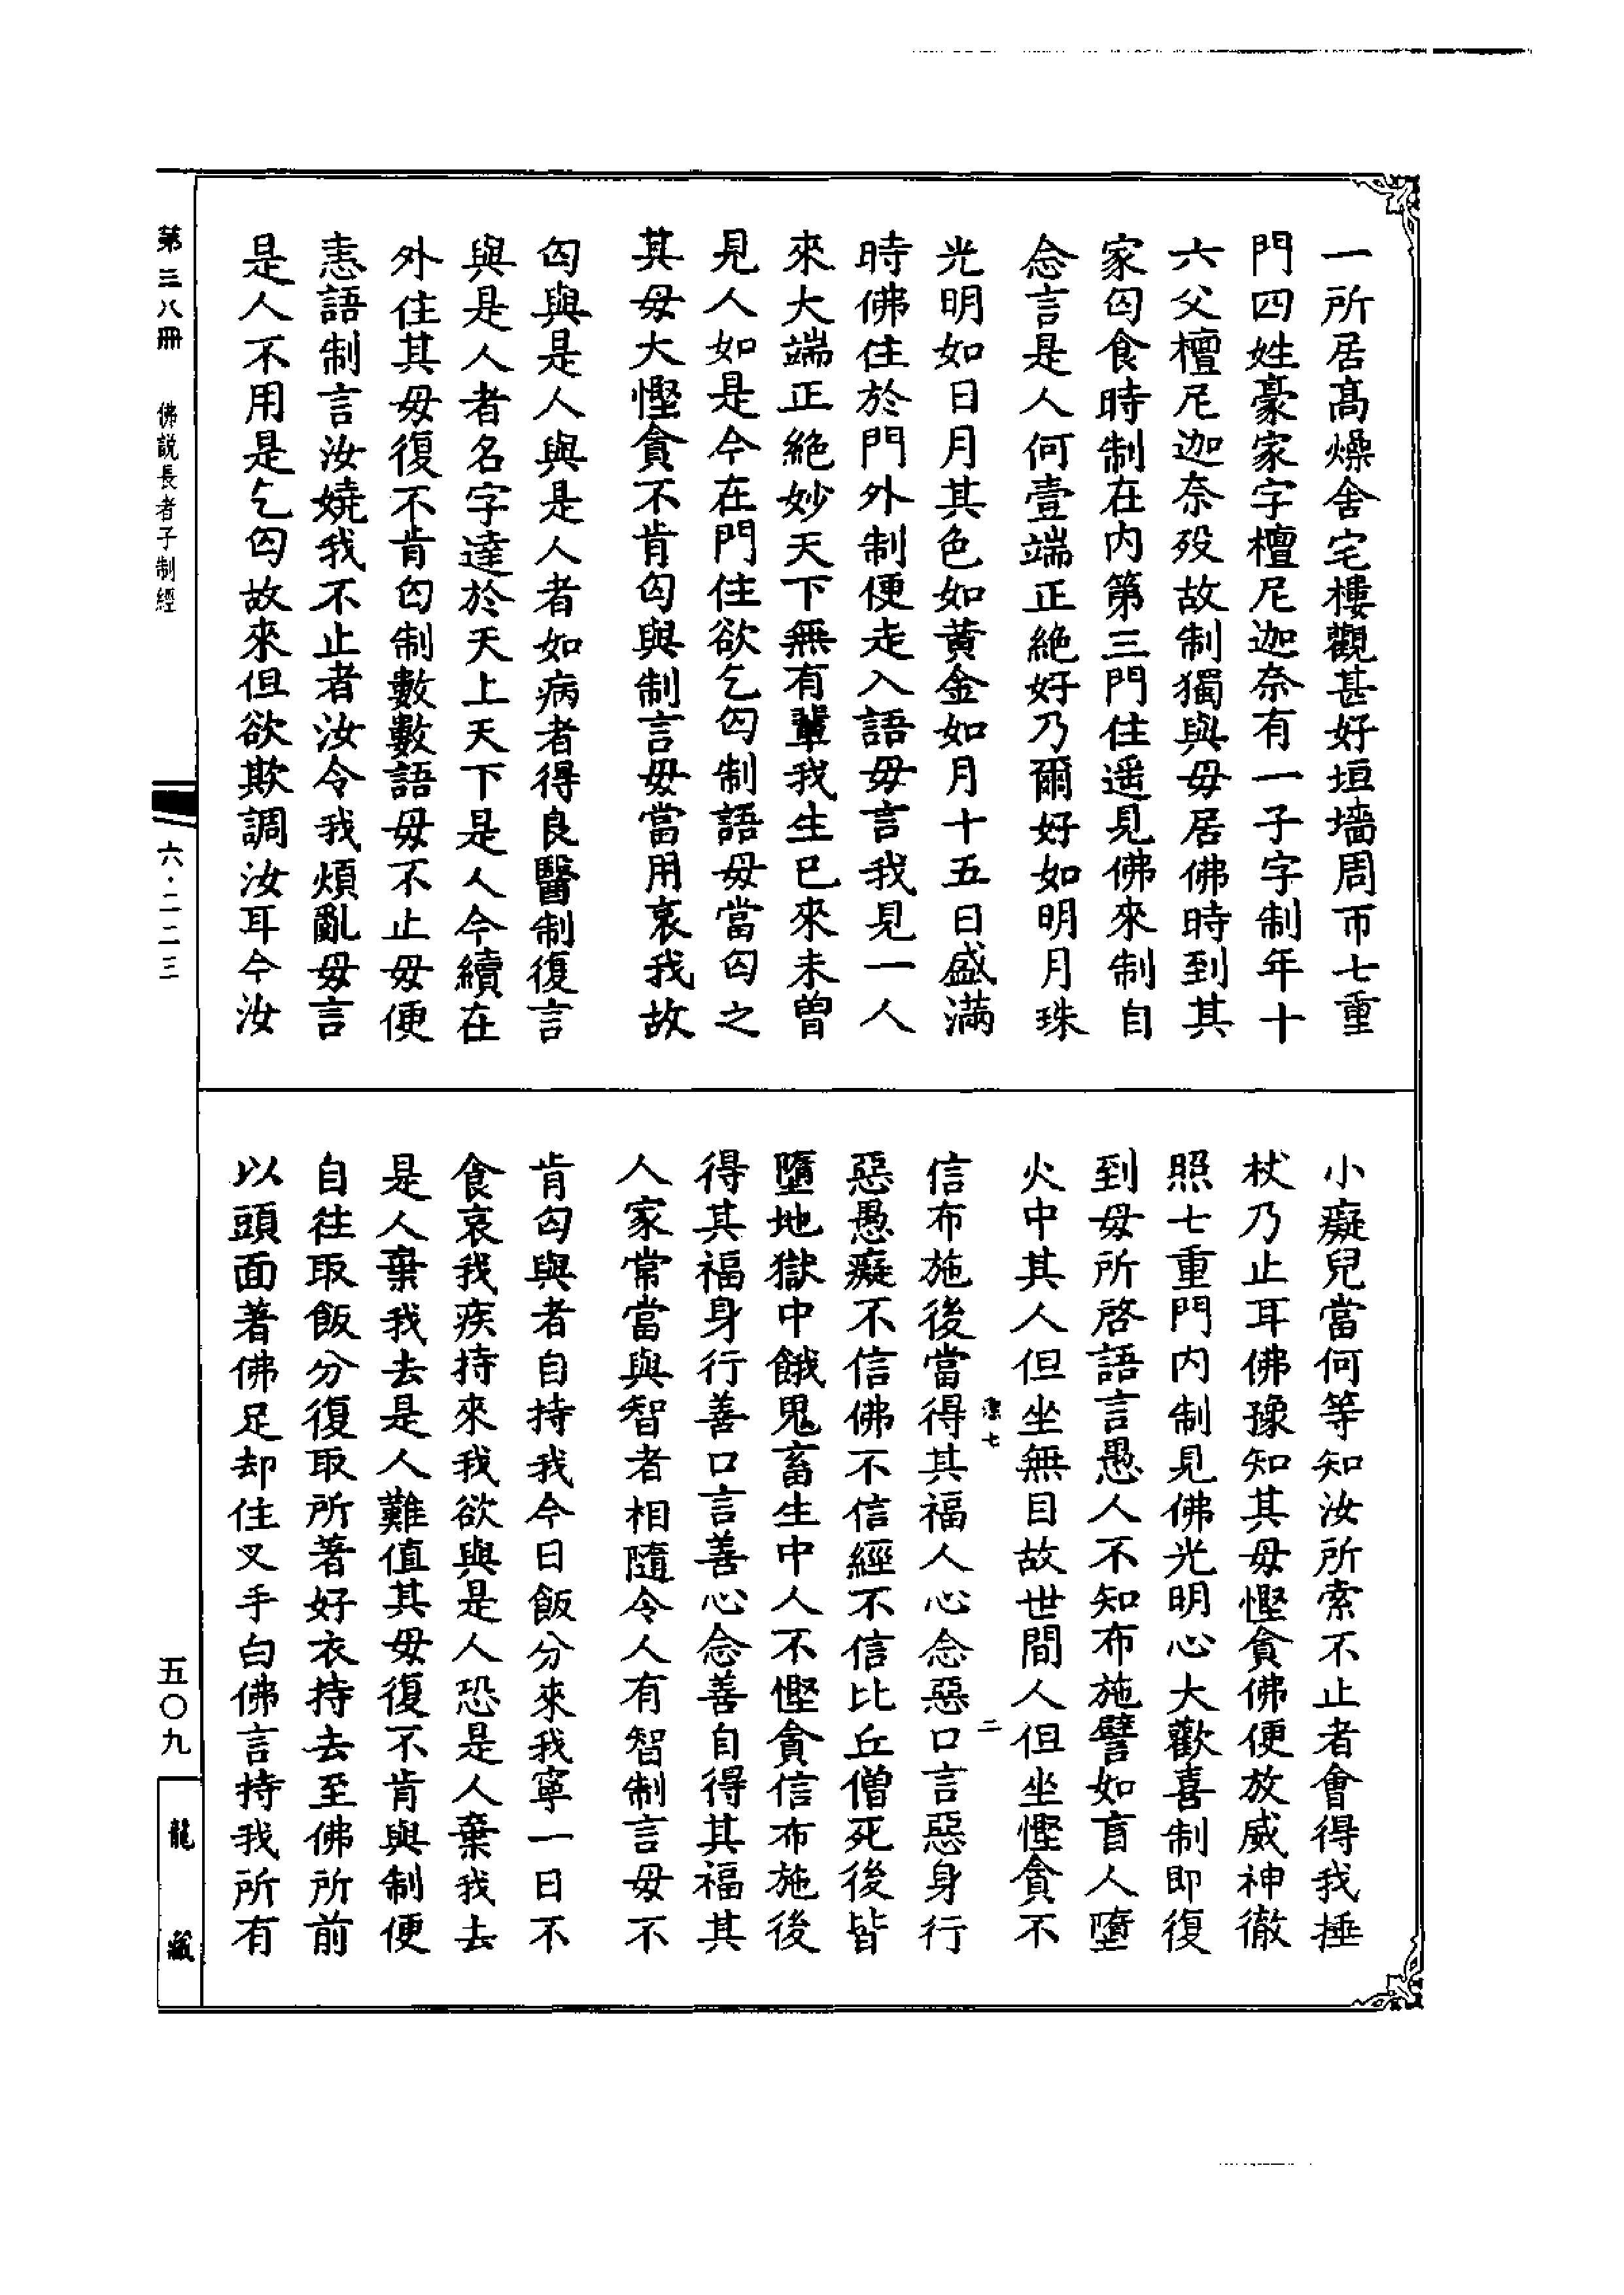 一所居高燥舍宅樓觀甚好垣墻周帀七重
門四姓豪家字檀尼迦奈有一子字制年十
六父檀尼迦奈歿故制獨與母居佛時到其
家匃食時制在内第三門住遥見佛來制自
念言是人何壹端正絶好乃爾好如明月珠
光明如日月其色如黄金如月十五日盛滿
時佛住於門外制便走入語母言我見一人
來大端正絶妙天下無有輩我生已來未曽
見人如是今在門住欲乞匃制語母當匃之
其母大慳貪不肯匃與制言母當用哀我故
匃與是人與是人者如病者得良醫制復言
與是人者名字達於天上天下是人今續在
外住其母復不肯匃制數數語母不止母便
恚語制言汝嬈我不止者汝令我煩亂母言
是人不用是乞匃故來但欲欺調汝耳今汝
小癡兒當何等知汝所索不止者會得我捶
杖乃止耳佛豫知其母慳貪佛便放威神徹
照七重門内制見佛光明心大歡喜制即復
到母所啓語言愚人不知布施譬如盲人墮
火中其人但坐無目故世間人但坐慳貪不
信布施後當得其福人心念惡口言惡身行
惡愚癡不信佛不信經不信比丘僧死後皆
墮地獄中餓鬼畜生中人不慳貪信布施後
得其福身行善口言善心念善自得其福其
人家常當與智者相隨令人有智制言母不
肯匃與者自持我今日飯分來我寧一日不
食哀我疾持來我欲與是人恐是人棄我去
是人棄我去是人難值其母復不肯與制便
自往取飯分復取所著好衣持去至佛所前
以頭面著佛足却住叉手白佛言持我所有
七
二
第三八冊
佛説長者子制經
六·二二三
五〇九
龍藏